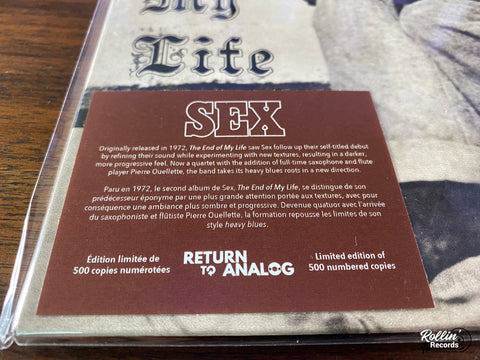 My
Life
SEX
Originally released in 1972, The End of My Life saw Sex follow up their self-titled debut
by refining their sound while experimenting with new textures, resulting in a darker,
more progressive feel. Now a quartet with the addition of full-time saxophone and flute
player Pierre Ouellette, the band takes its heavy blues roots in a new direction.
Paru en 1972, le second album de Sex, The End of My Life, se distingue de son
prédécesseur éponyme par une plus grande attention portée aux textures, avec pour
conséquence une ambiance plus sombre et progressive. Devenue quatuor avec l'arrivée
du saxophoniste et flûtiste Pierre Ouellette, la formation repousse les limites de son
style heavy blues.
Édition limitée de
500 copies numérotées
RETURN
TO ANALOG
Limited edition of
500 numbered copies
Rollin'
Records